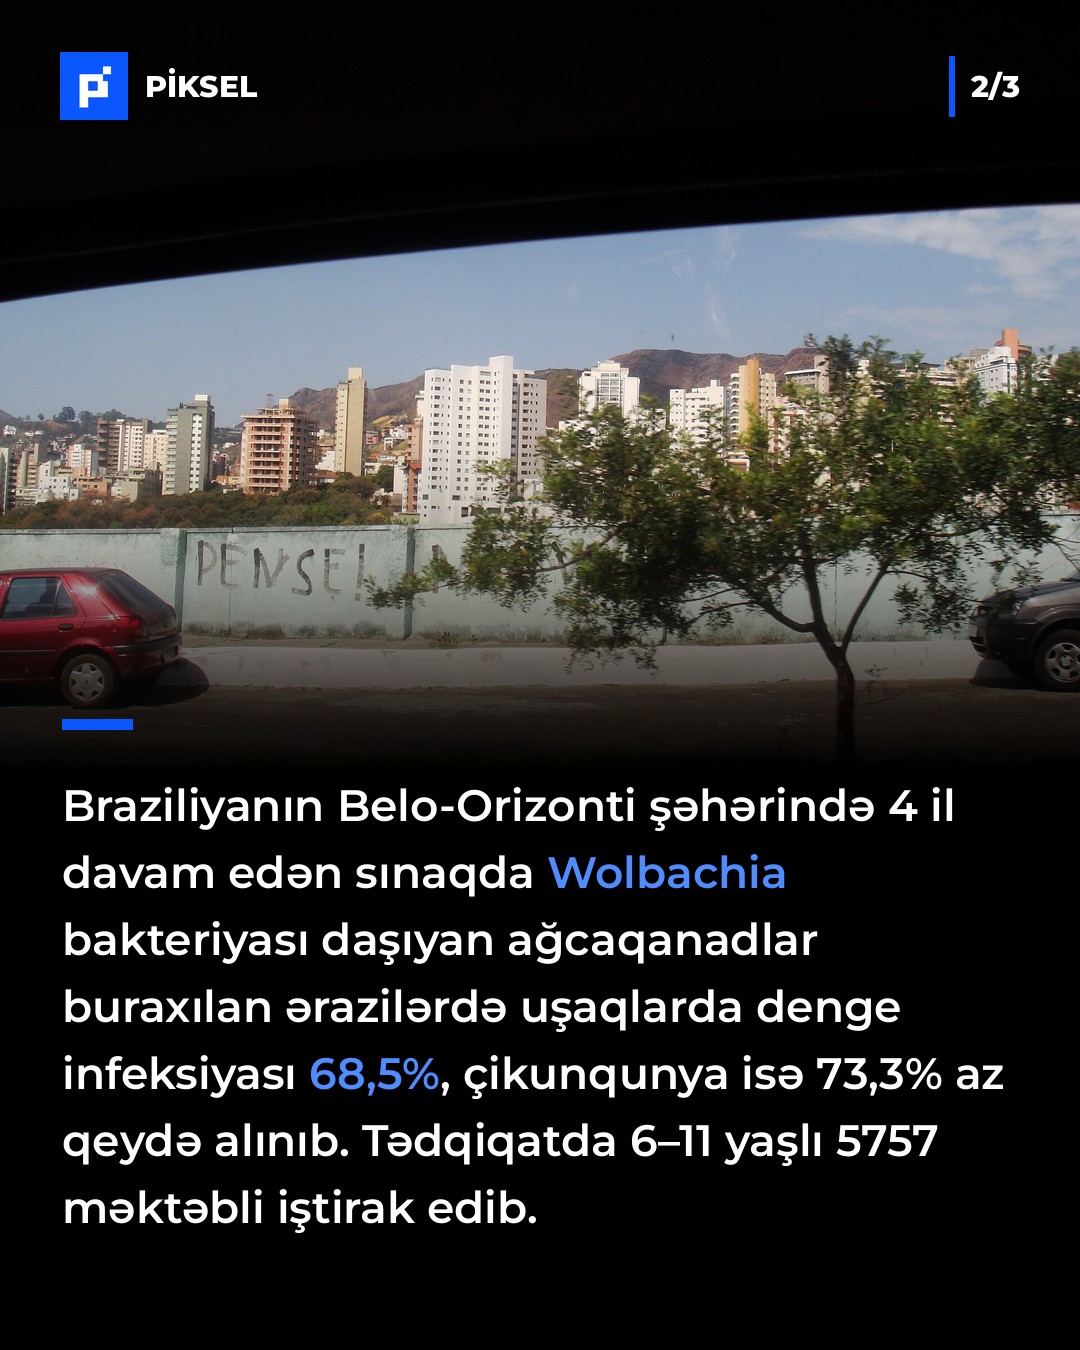 PİKSEL
2/3
PENSE!
Braziliyanın Belo-Orizonti şəhərində 4 il
davam edən sınaqda Wolbachia
bakteriyası daşıyan ağcaqanadlar
buraxılan ərazilərdə uşaqlarda denge
infeksiyası 68,5%, çikunqunya isə 73,3% az
qeydə alınıb. Tədqiqatda 6–11 yaşlı 5757
məktəbli iştirak edib.